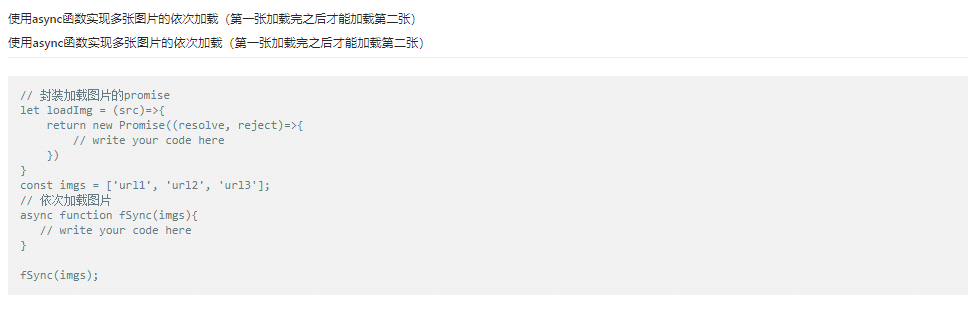 使用async函数实现多张图片的依次加载（第一张加载完之后才能加载第二张）
使用async函数实现多张图片的依次加载（第一张加载完之后才能加载第二张）
// 封装加载图片的promise
let loadImg = (src)=>{
    return new Promise((resolve, reject)=>{
        // write your code here
    })
}
const imgs = ['url1', 'url2', 'url3'];
// 依次加载图片
async function fSync(imgs){
   // write your code here
}
fSync(imgs);